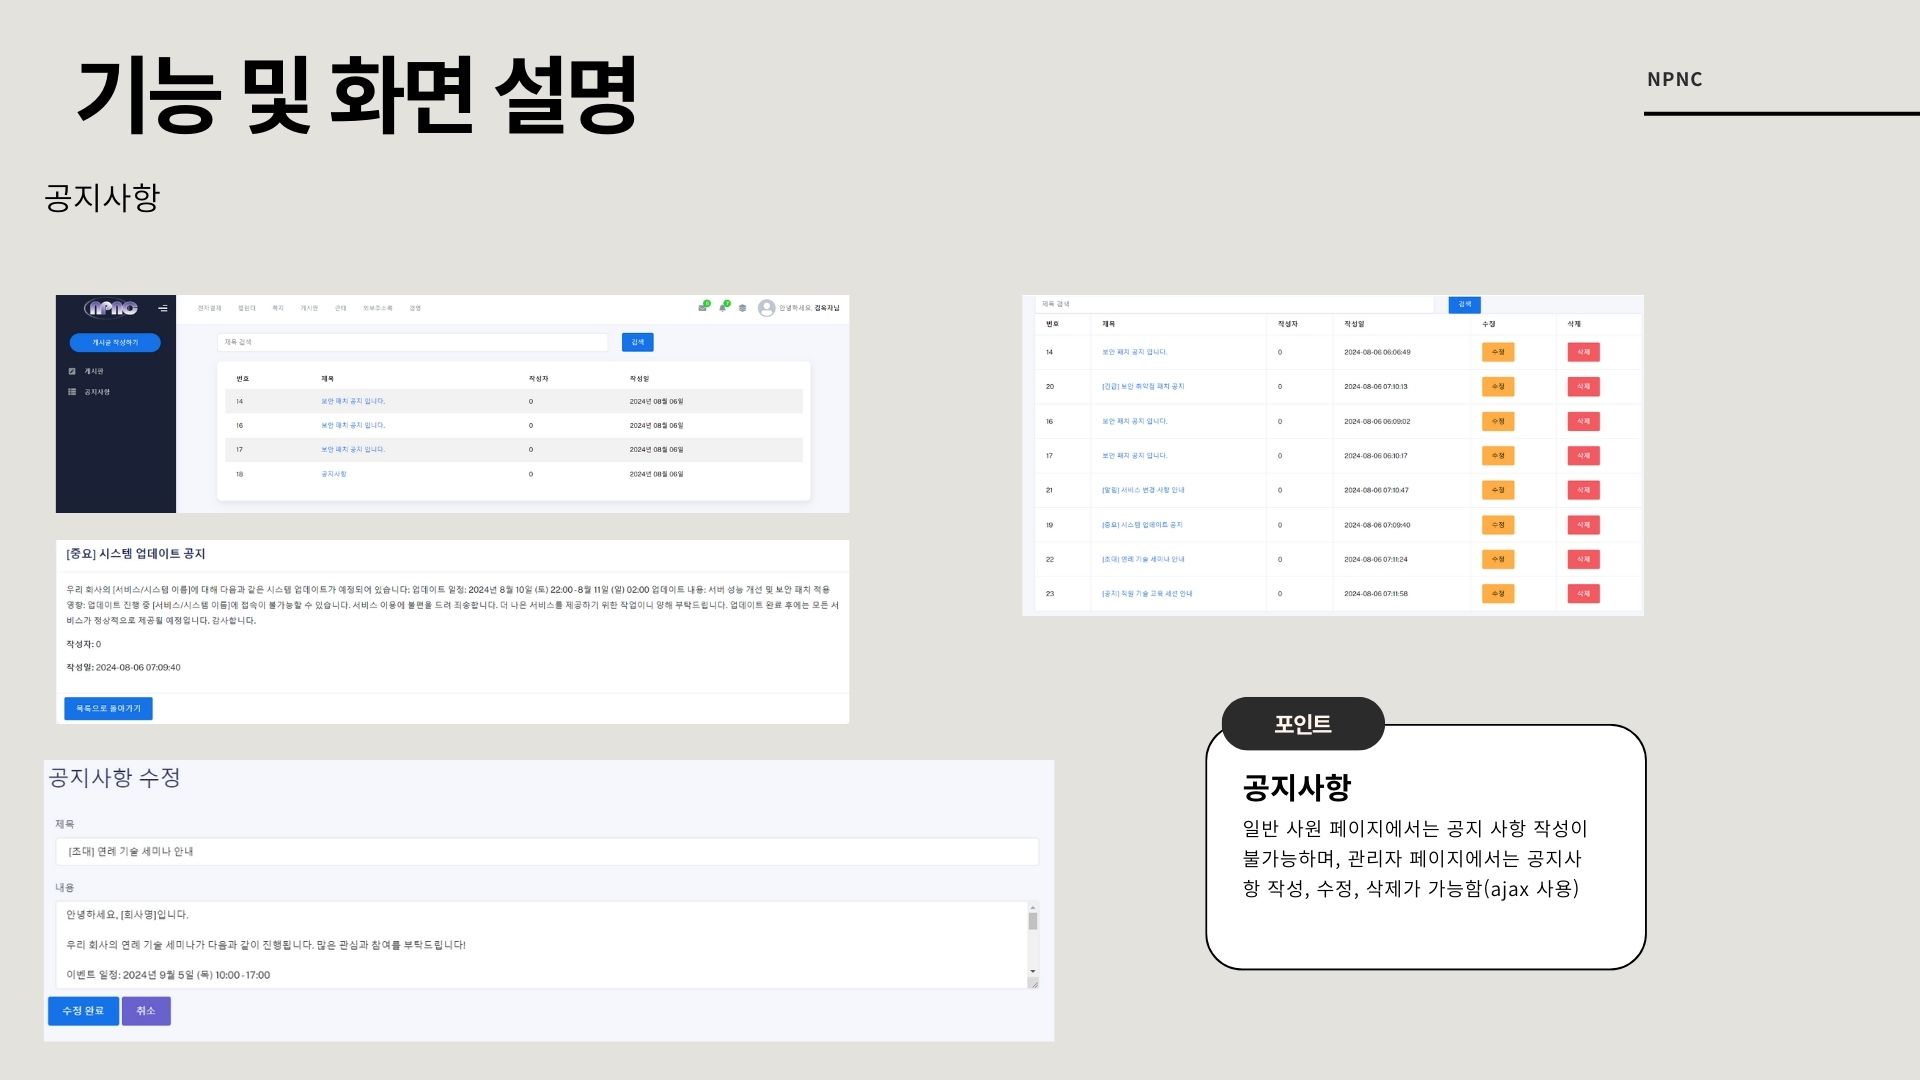 기능 및 화면 설명
NPNC
공지사항
NPNC
전자결재 캘린더 쪽지 게시판 근태 외부주소록 경영
안녕하세요, 김욕자님
게시글 작성하기
게시판
공지사항
제목 검색
검색
번호 제목 작성자 작성일
14 보안 패치 공지 입니다. 0 2024년 08월 06일
16 보안 패치 공지 입니다. 0 2024년 08월 06일
17 보안 패치 공지 입니다. 0 2024년 08월 06일
18 공지사항 0 2024년 08월 06일
[중요] 시스템 업데이트 공지
우리 회사의 [서비스/시스템 이름]에 대해 다음과 같은 시스템 업데이트가 예정되어 있습니다: 업데이트 일정: 2024년 8월 10일 (토) 22:00 - 8월 11일 (일) 02:00 업데이트 내용: 서버 성능 개선 및 보안 패치 적용
영향: 업데이트 진행 중 [서비스/시스템 이름]에 접속이 불가능할 수 있습니다. 서비스 이용에 불편을 드려 죄송합니다. 더 나은 서비스를 제공하기 위한 작업이니 양해 부탁드립니다. 업데이트 완료 후에는 모든 서
비스가 정상적으로 제공될 예정입니다. 감사합니다.
작성자: 0
작성일: 2024-08-06 07:09:40
목록으로 돌아가기
공지사항 수정
제목
[초대] 연례 기술 세미나 안내
내용
안녕하세요, [회사명]입니다.
우리 회사의 연례 기술 세미나가 다음과 같이 진행됩니다. 많은 관심과 참여를 부탁드립니다!
이벤트 일정: 2024년 9월 5일 (목) 10:00 - 17:00
수정 완료 취소
제목 검색
검색
번호 제목 작성자 작성일 수정 삭제
14 보안 패치 공지 입니다. 0 2024-08-06 06:06:49 수정 삭제
20 [긴급] 보안 취약점 패치 공지 0 2024-08-06 07:10:13 수정 삭제
16 보안 패치 공지 입니다. 0 2024-08-06 06:09:02 수정 삭제
17 보안 패치 공지 입니다. 0 2024-08-06 06:10:17 수정 삭제
21 [알림] 서비스 변경 사항 안내 0 2024-08-06 07:10:47 수정 삭제
19 [중요] 시스템 업데이트 공지 0 2024-08-06 07:09:40 수정 삭제
22 [초대] 연례 기술 세미나 안내 0 2024-08-06 07:11:24 수정 삭제
23 [공지] 직원 기술 교육 세션 안내 0 2024-08-06 07:11:58 수정 삭제
포인트
공지사항
일반 사원 페이지에서는 공지 사항 작성이
불가능하며, 관리자 페이지에서는 공지사
항 작성, 수정, 삭제가 가능함(ajax 사용)